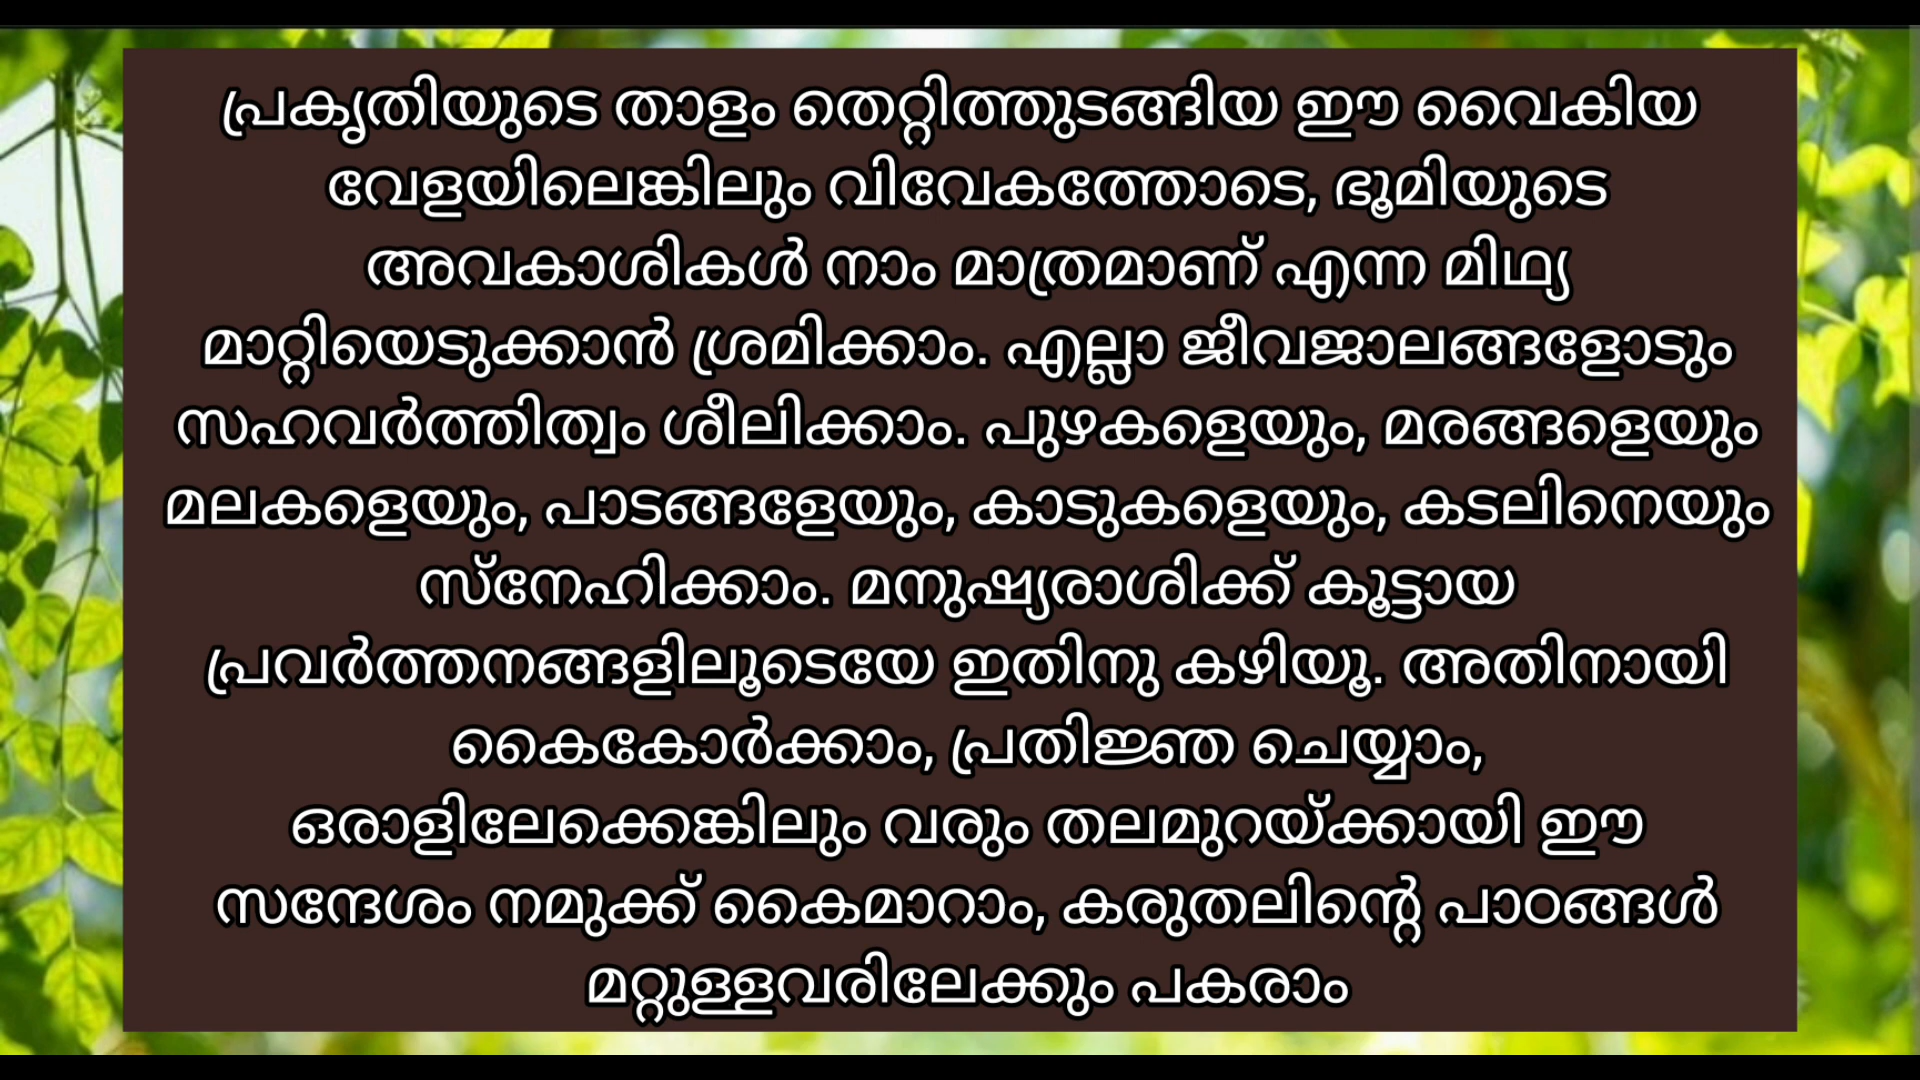 പ്രകൃതിയുടെ താളം തെറ്റിത്തുടങ്ങിയ ഈ വൈകിയ
വേളയിലെങ്കിലും വിവേകത്തോടെ, ഭൂമിയുടെ
അവകാശികൾ നാം മാത്രമാണ് എന്ന മിഥ്യ
മാറ്റിയെടുക്കാൻ ശ്രമിക്കാം. എല്ലാ ജീവജാലങ്ങളോടും
സഹവർത്തിത്വം ശീലിക്കാം. പുഴകളെയും, മരങ്ങളെയും
മലകളെയും, പാടങ്ങളേയും, കാടുകളെയും, കടലിനെയും
സ്നേഹിക്കാം. മനുഷ്യരാശിക്ക് കൂട്ടായ
പ്രവർത്തനങ്ങളിലൂടെയേ ഇതിനു കഴിയൂ. അതിനായി
കൈകോർക്കാം, പ്രതിജ്ഞ ചെയ്യാം,
ഒരാളിലേക്കെങ്കിലും വരും തലമുറയ്ക്കായി ഈ
സന്ദേശം നമുക്ക് കൈമാറാം, കരുതലിന്റെ പാഠങ്ങൾ
മറ്റുള്ളവരിലേക്കും പകരാം